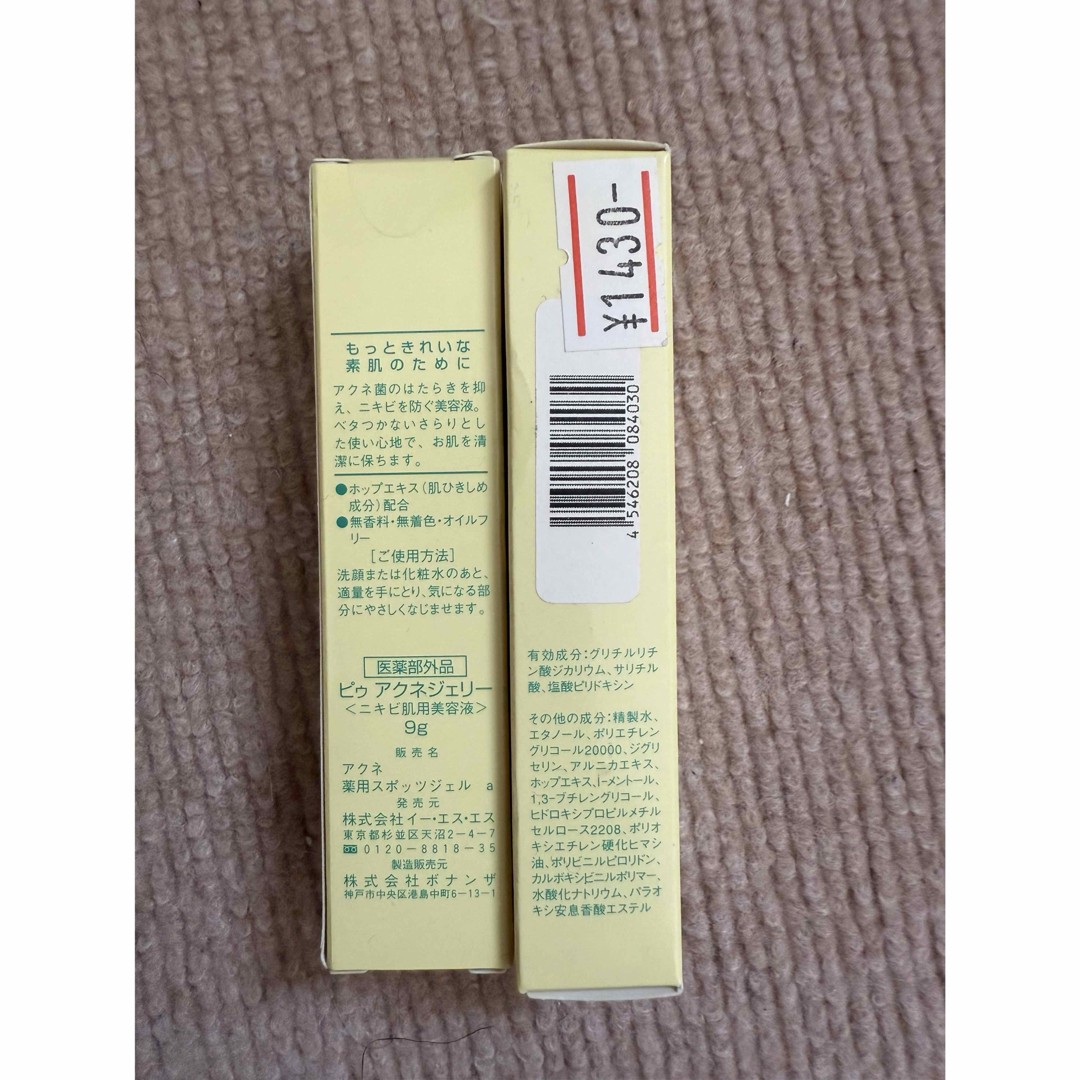 もっときれいな
素肌のために
アクネ菌のはたらきを抑
え、ニキビを防ぐ美容液。
ベタつかないさらりとし
た使い心地で、お肌を清
潔に保ちます。
●ホップエキス(肌ひきしめ
成分)配合
●無香料・無着色・オイルフ
リー
[ご使用方法]
洗顔または化粧水のあと、
適量を手にとり、気になる部
分にやさしくなじませます。
医薬部外品
ピゥ アクネジェリー
<ニキビ肌用美容液>
9g
販売名
アクネ
薬用スポッツジェル a
発売元
株式会社イー・エス・エス
東京都杉並区天沼2-4-7
0120-8818-35
製造販売元
株式会社ボナンザ
神戸市中央区港島中町6-13-1
¥1430-
4 546208 084030
有効成分:グリチルリチ
ン酸ジカリウム、サリチル
酸、塩酸ピリドキシン
その他の成分:精製水、
エタノール、ポリエチレン
グリコール20000、ジグリ
セリン、アルニカエキス、
ホップエキス、l-メントール、
1,3-ブチレングリコール、
ヒドロキシプロピルメチル
セルロース2208、ポリオ
キシエチレン硬化ヒマシ
油、ポリビニルピロリドン、
カルボキシビニルポリマー、
水酸化ナトリウム、パラオ
キシ安息香酸エステル